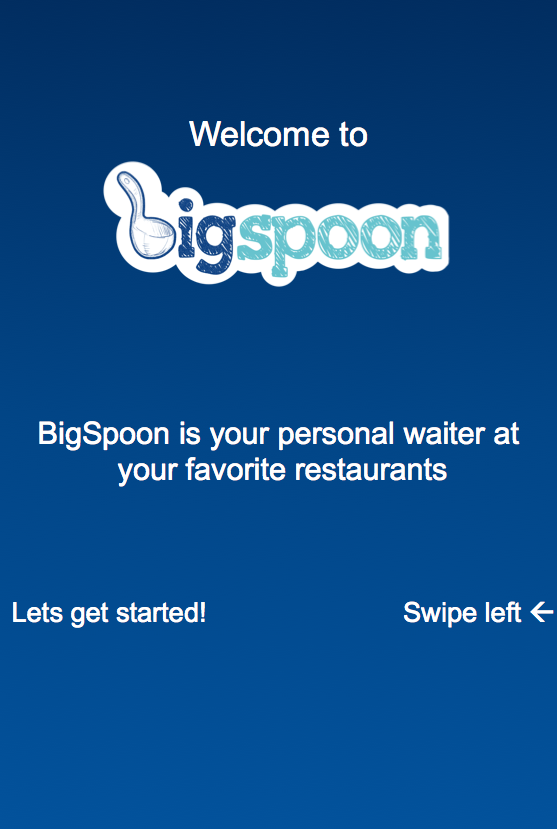 Welcome to
bigspoon
BigSpoon is your personal waiter at
your favorite restaurants
Lets get started!
Swipe left ←